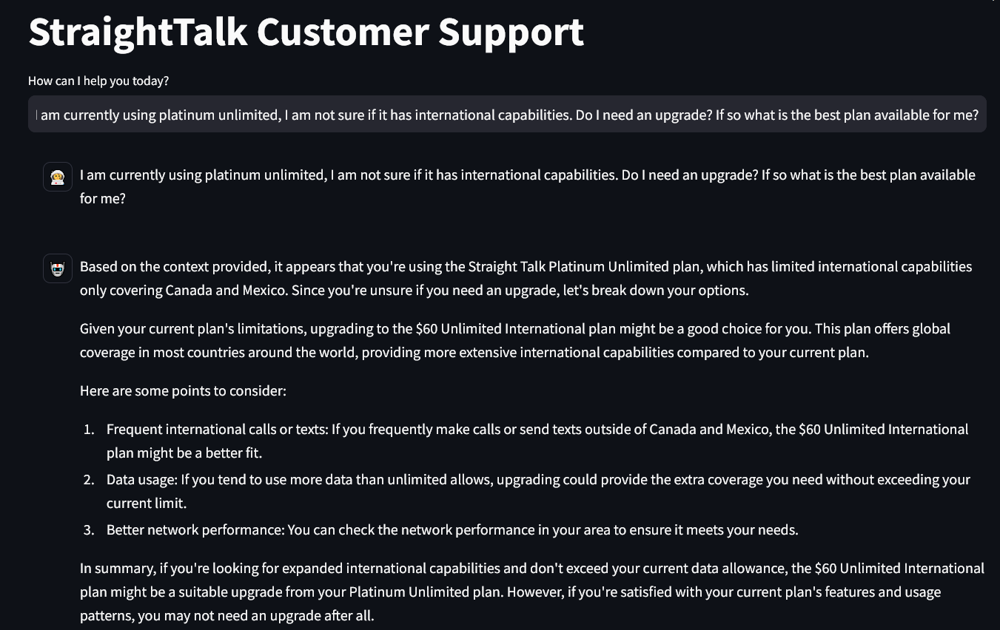 StraightTalk Customer Support
How can I help you today?
I am currently using platinum unlimited, I am not sure if it has international capabilities. Do I need an upgrade? If so what is the best plan available for me?
I am currently using platinum unlimited, I am not sure if it has international capabilities. Do I need an upgrade? If so what is the best plan available
for me?
Based on the context provided, it appears that you're using the Straight Talk Platinum Unlimited plan, which has limited international capabilities
only covering Canada and Mexico. Since you're unsure if you need an upgrade, let's break down your options.
Given your current plan's limitations, upgrading to the $60 Unlimited International plan might be a good choice for you. This plan offers global
coverage in most countries around the world, providing more extensive international capabilities compared to your current plan.
Here are some points to consider:
1. Frequent international calls or texts: If you frequently make calls or send texts outside of Canada and Mexico, the $60 Unlimited International
plan might be a better fit.
2. Data usage: If you tend to use more data than unlimited allows, upgrading could provide the extra coverage you need without exceeding your
current limit.
3. Better network performance: You can check the network performance in your area to ensure it meets your needs.
In summary, if you're looking for expanded international capabilities and don't exceed your current data allowance, the $60 Unlimited International
plan might be a suitable upgrade from your Platinum Unlimited plan. However, if you're satisfied with your current plan's features and usage
patterns, you may not need an upgrade after all.